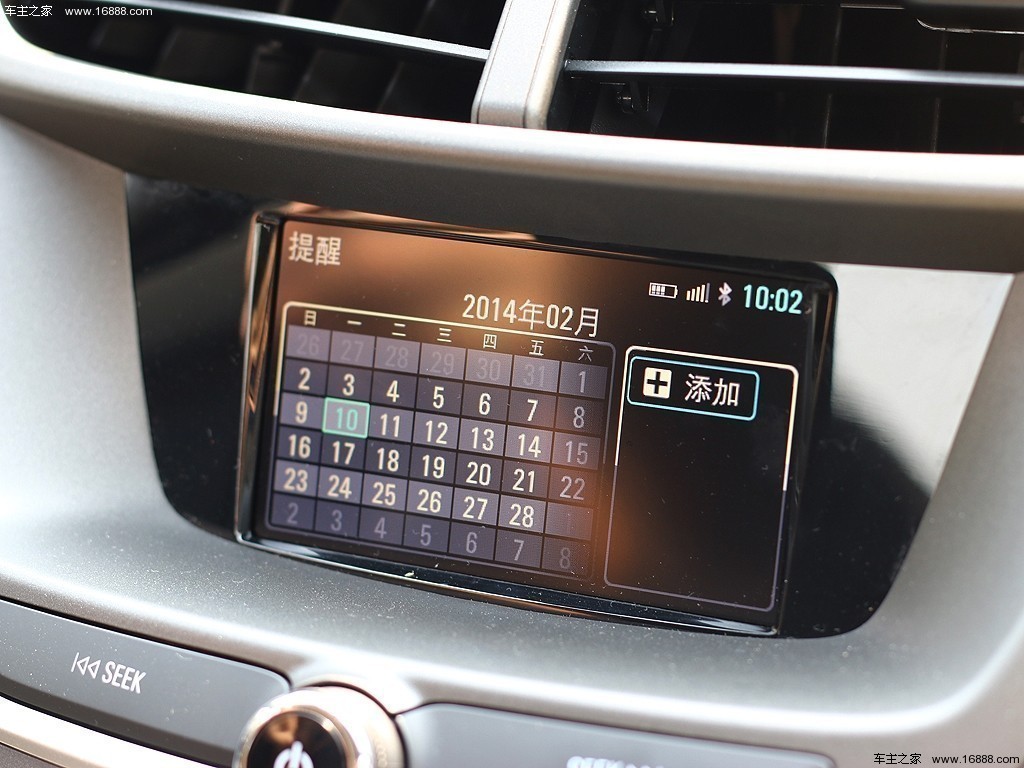 车主之家 www.16888.com
提醒
10:02
2014年02月
日 一 二 三 四 五 六
26 27 28 29 30 31 1
2 3 4 5 6 7 8
9 10 11 12 13 14 15
16 17 18 19 20 21 22
23 24 25 26 27 28 1
2 3 4 5 6 7 8
添加
SEEK
车主之家 www.16888.com